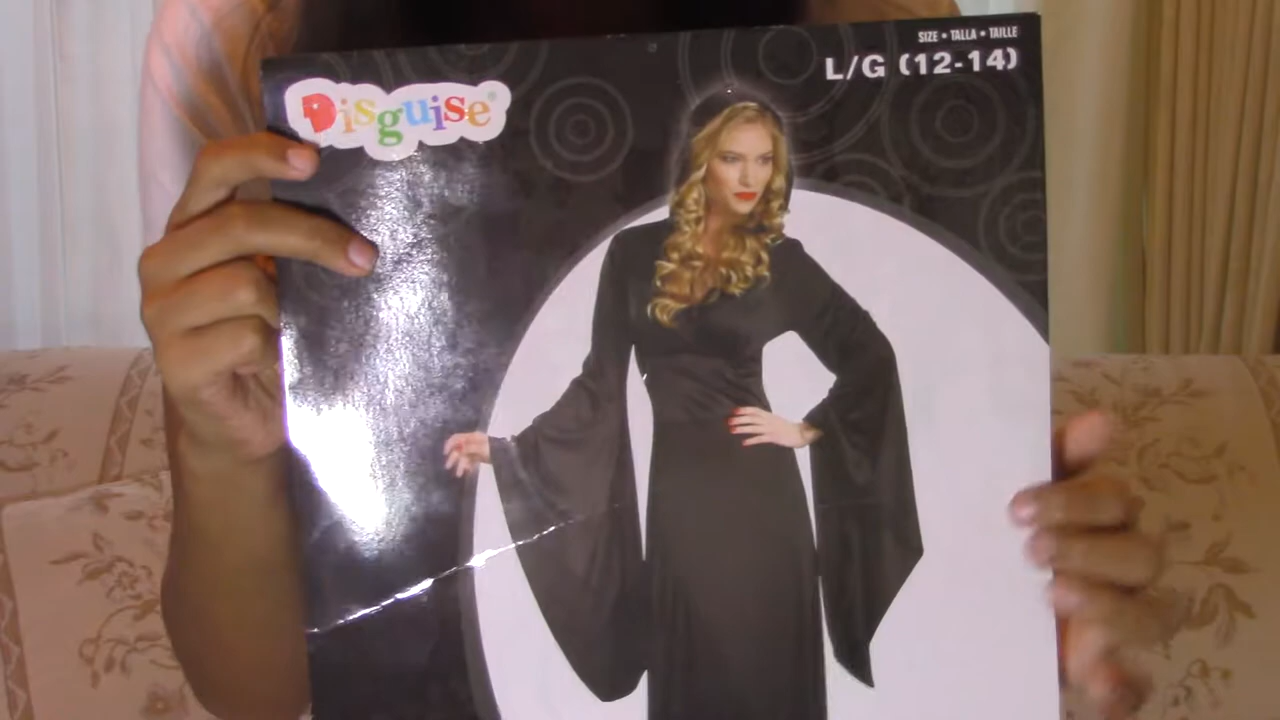 Disguise®
SIZE • TALLA • TAILLE
L/G (12-14)